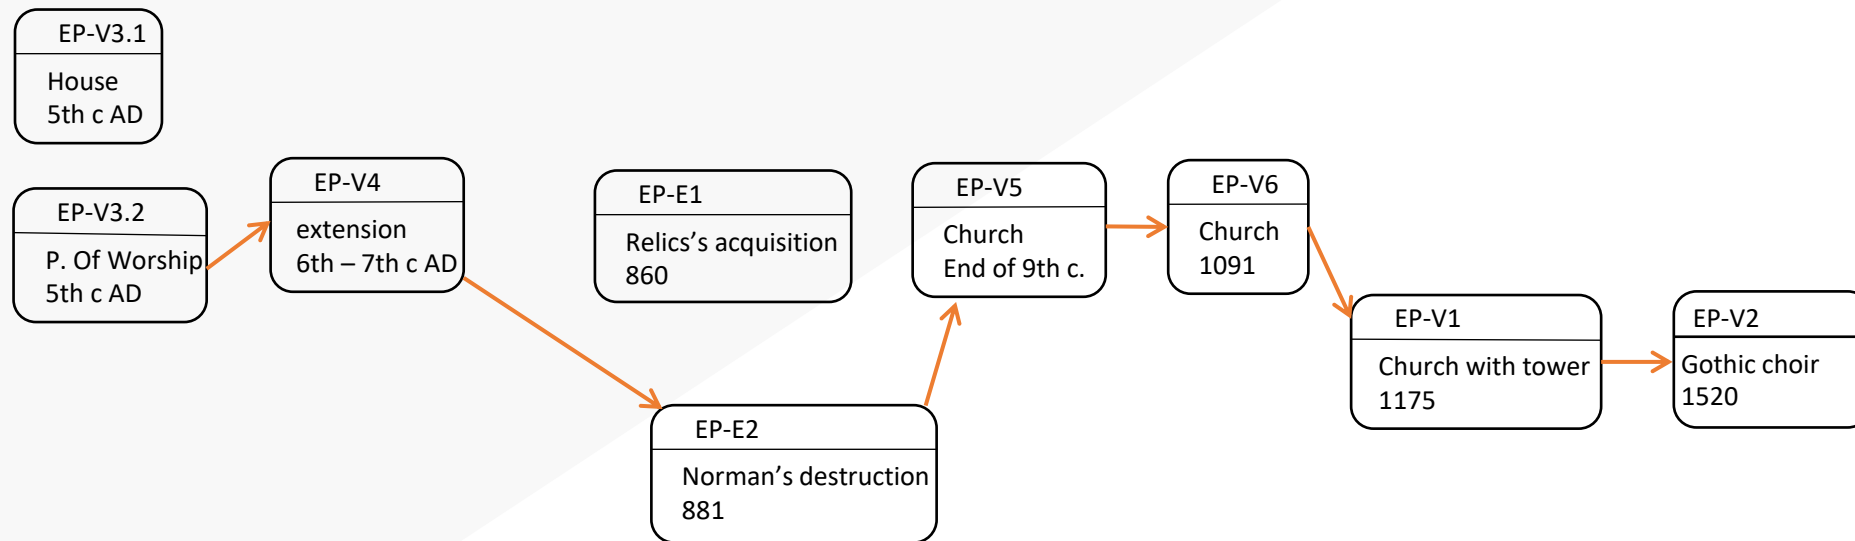 EP-V3.1
House
5th c AD
EP-V3.2
P. Of Worship
5th c AD
EP-V4
extension
6th – 7th c AD
EP-E1
Relics’s acquisition
860
EP-E2
Norman’s destruction
881
EP-V5
Church
End of 9th c.
EP-V6
Church
1091
EP-V1
Church with tower
1175
EP-V2
Gothic choir
1520